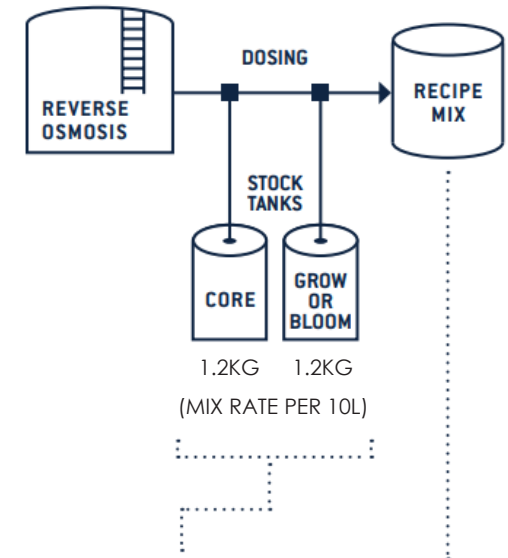 DOSING
REVERSE
OSMOSIS
RECIPE
MIX
STOCK
TANKS
CORE
GROW
OR
BLOOM
1.2KG 1.2KG
(MIX RATE PER 10L)